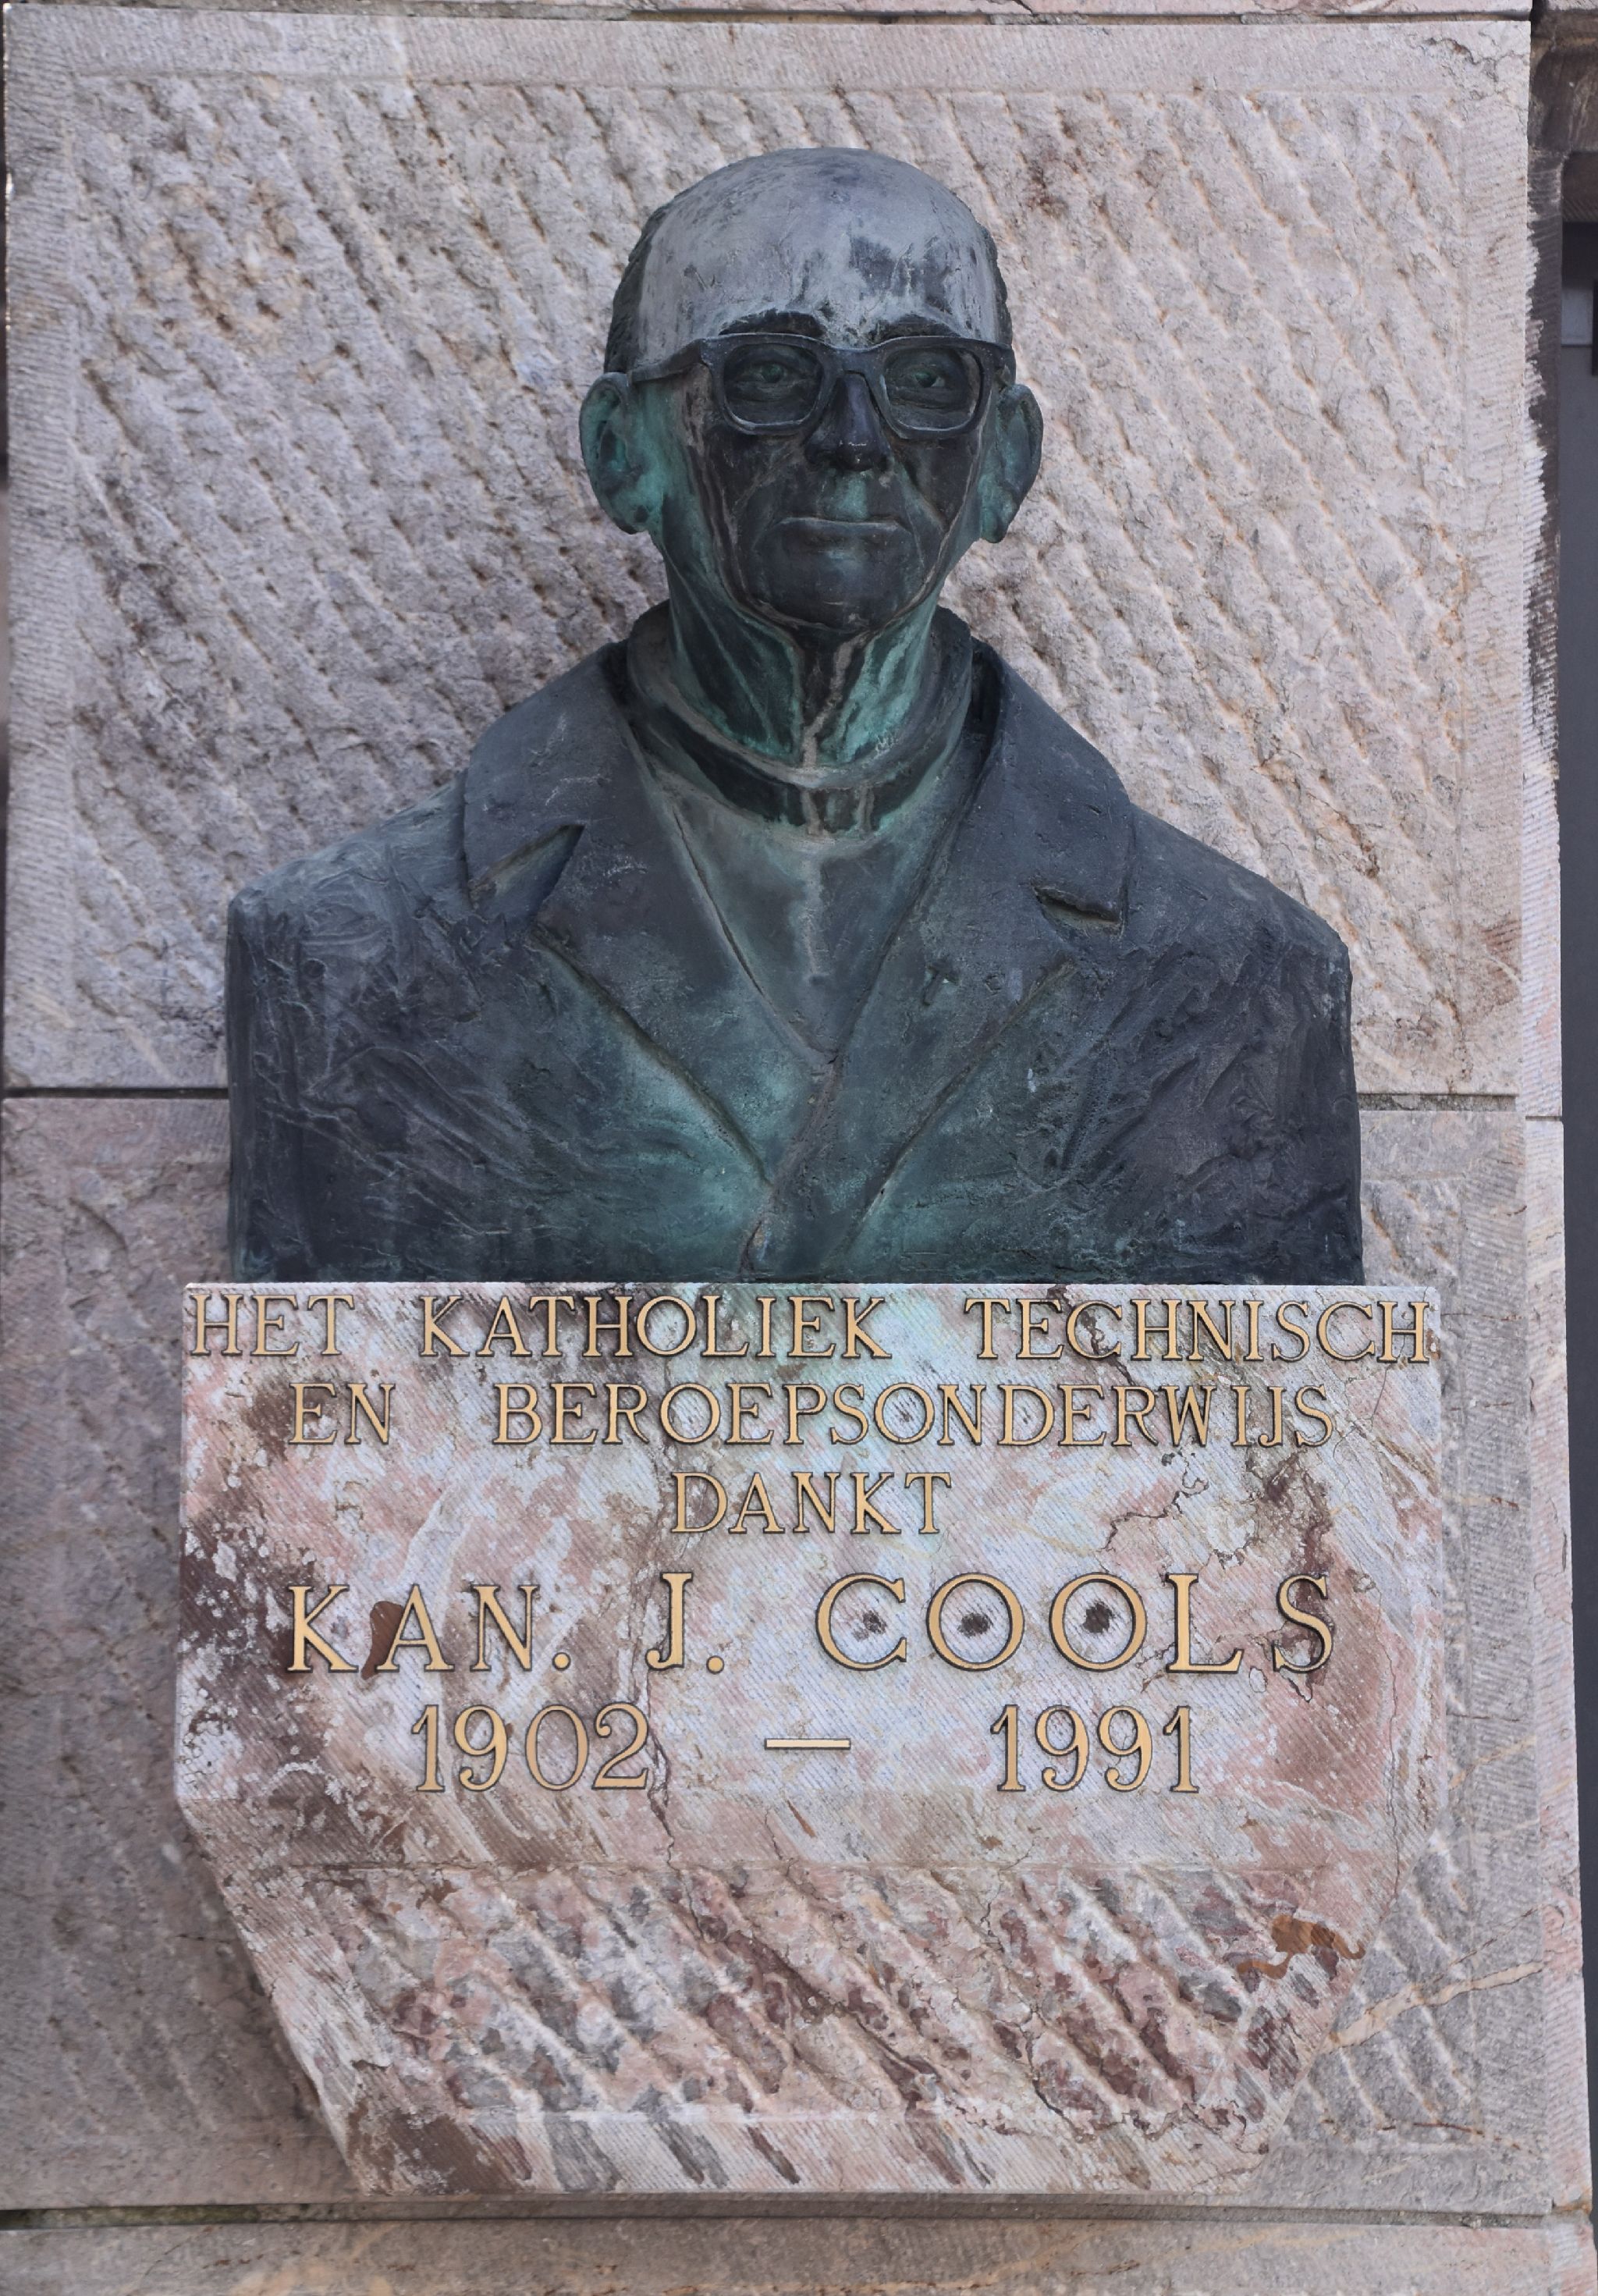 HET KATHOLIEK TECHNISCH
EN BEROEPSONDERWIJS
DANKT
KAN. J. COOLS
1902 — 1991